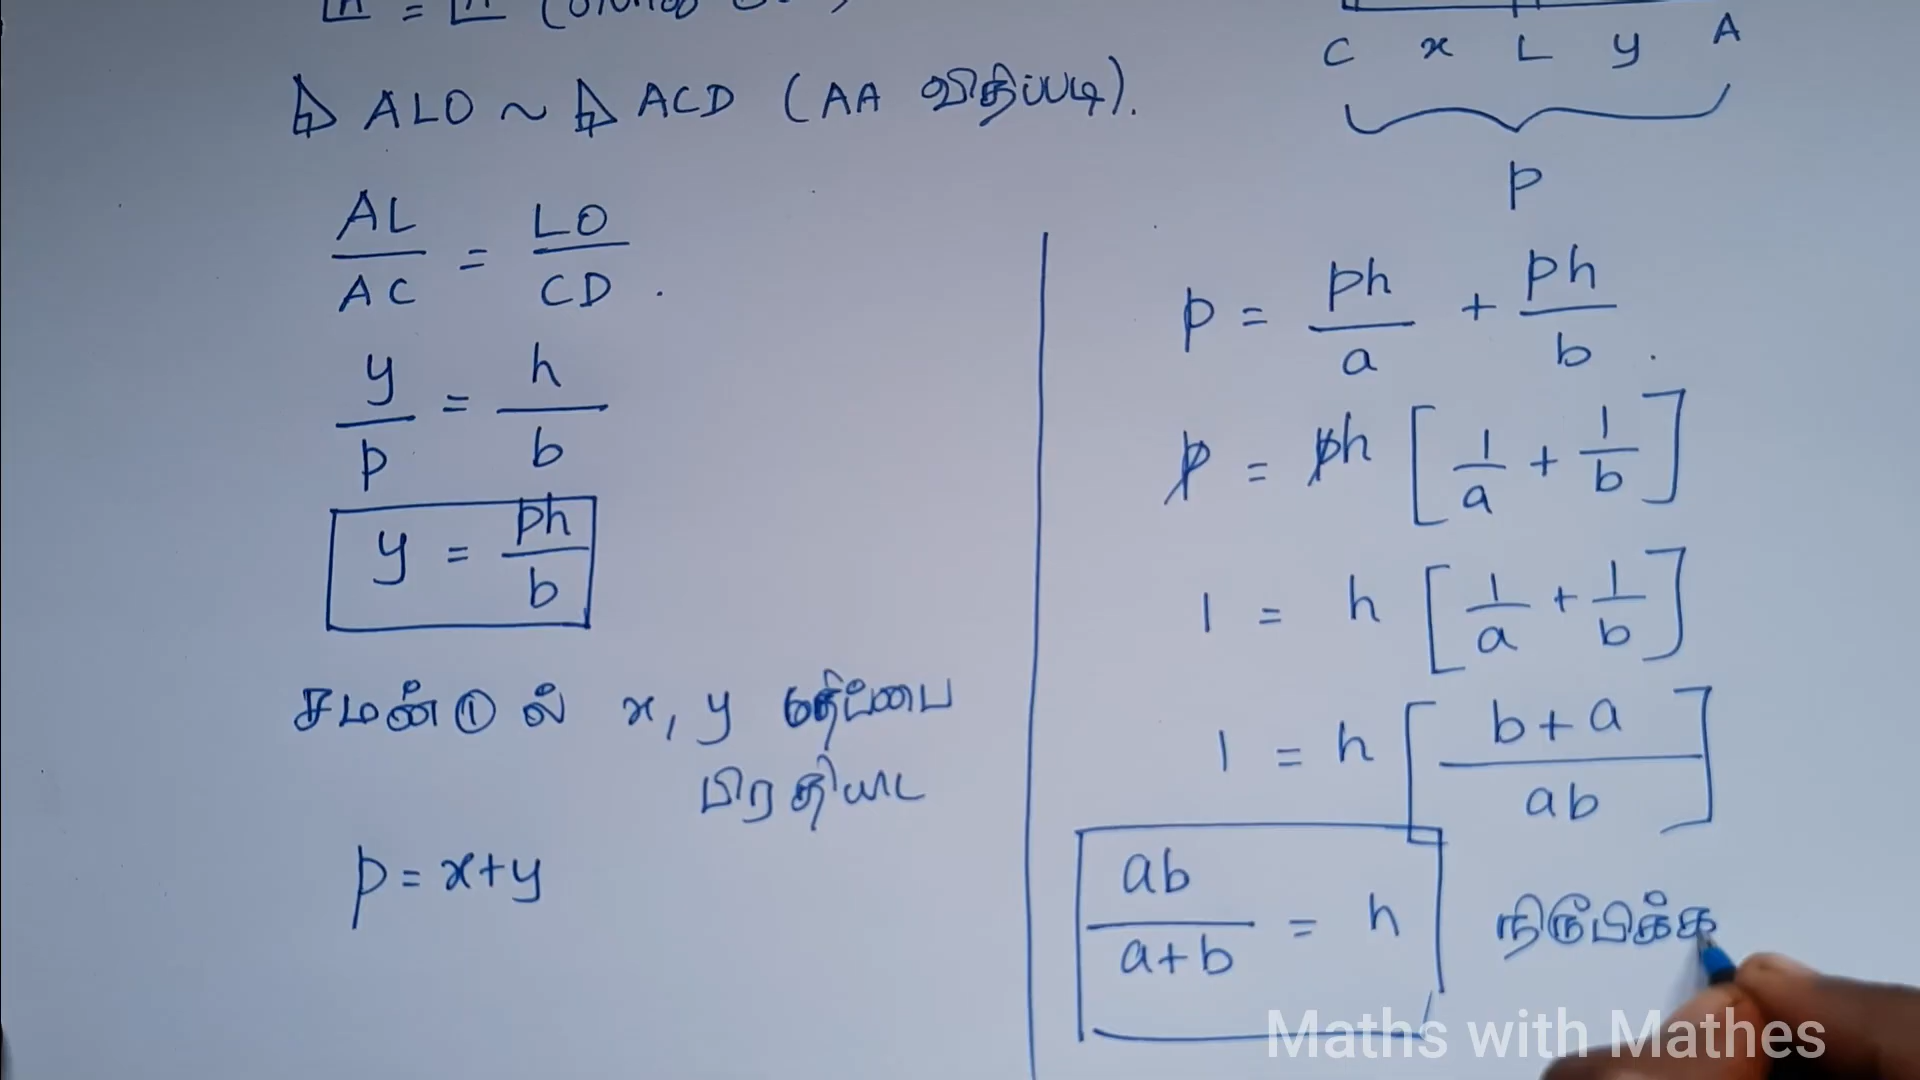 C x L y A
△ ALO ~ △ ACD (AA விதிப்படி).
p
AL/AC = LO/CD.
y/p = h/b
y = ph/b
சமன் ① ல் x, y மதிப்பை
பிரதியிட
p = x+y
p = ph/a + ph/b.
p = ph [1/a + 1/b]
1 = h [1/a + 1/b]
1 = h [b+a/ab]
ab/a+b = h நிரூபிக்க
Maths with Mathes